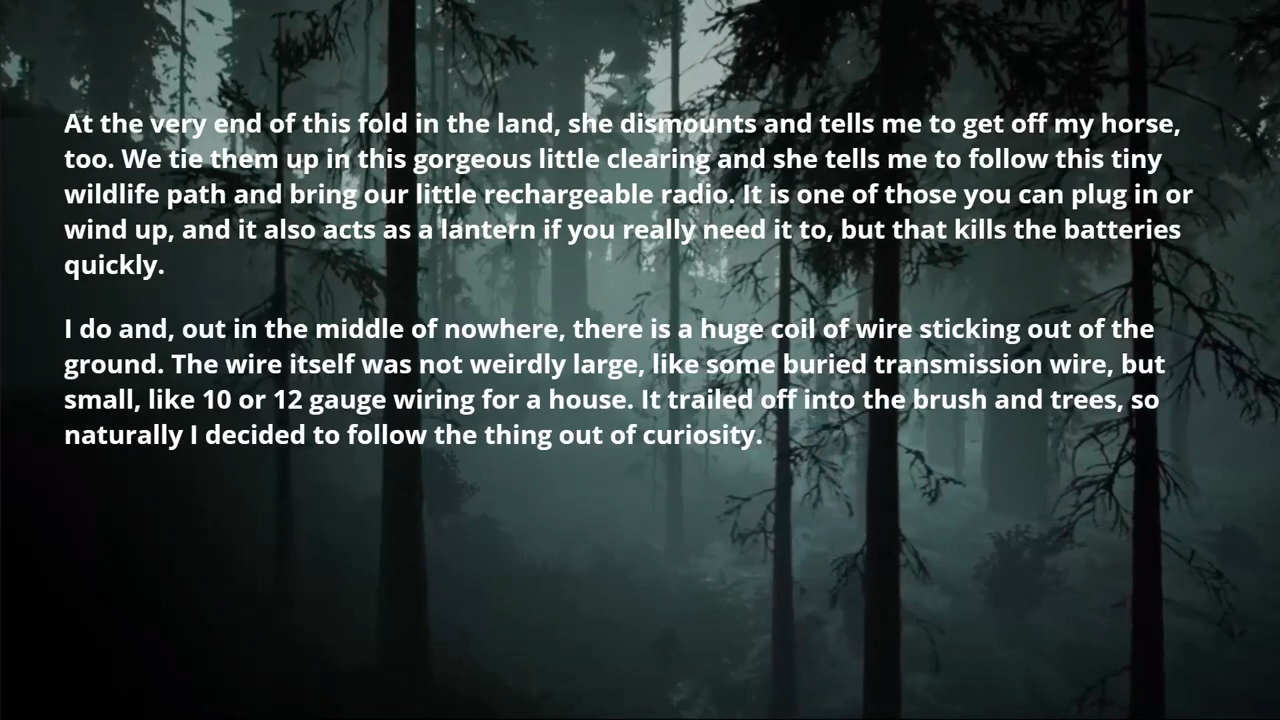 At the very end of this fold in the land, she dismounts and tells me to get off my horse,
too. We tie them up in this gorgeous little clearing and she tells me to follow this tiny
wildlife path and bring our little rechargeable radio. It is one of those you can plug in or
wind up, and it also acts as a lantern if you really need it to, but that kills the batteries
quickly.
I do and, out in the middle of nowhere, there is a huge coil of wire sticking out of the
ground. The wire itself was not weirdly large, like some buried transmission wire, but
small, like 10 or 12 gauge wiring for a house. It trailed off into the brush and trees, so
naturally I decided to follow the thing out of curiosity.